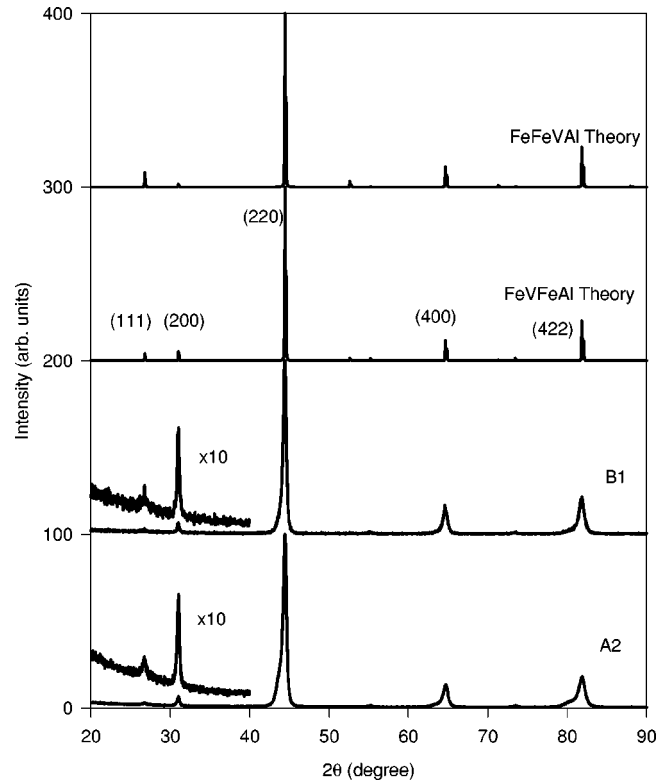 400
FeFeVAl Theory
300
(220)
FeVFeAl Theory
(111) (200) (400) (422)
200
x10
B1
100
x10
A2
0
20 30 40 50 60 70 80 90
2θ (degree)
Intensity (arb. units)